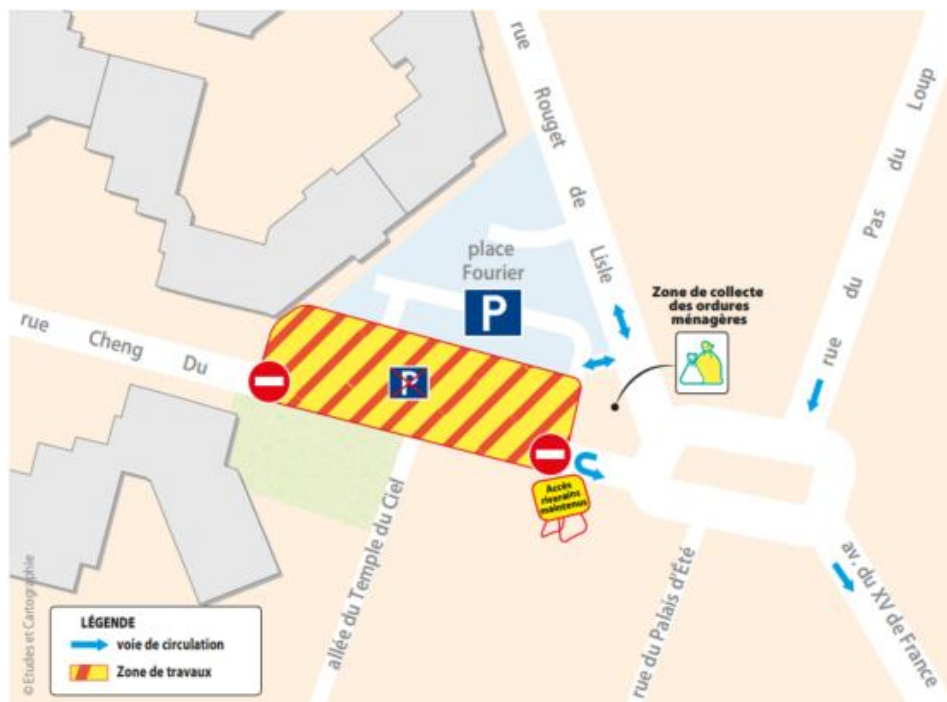 rue Rouget de Lisle
rue du Pas du Loup
place
Fourier
P
Zone de collecte
des ordures
ménagères
rue Cheng Du
P
Accès
riverains
maintenus
allée du Temple du Ciel
rue du Palais d'Été
av. du XV de France
© Etudes et Cartographie
LÉGENDE
voie de circulation
Zone de travaux